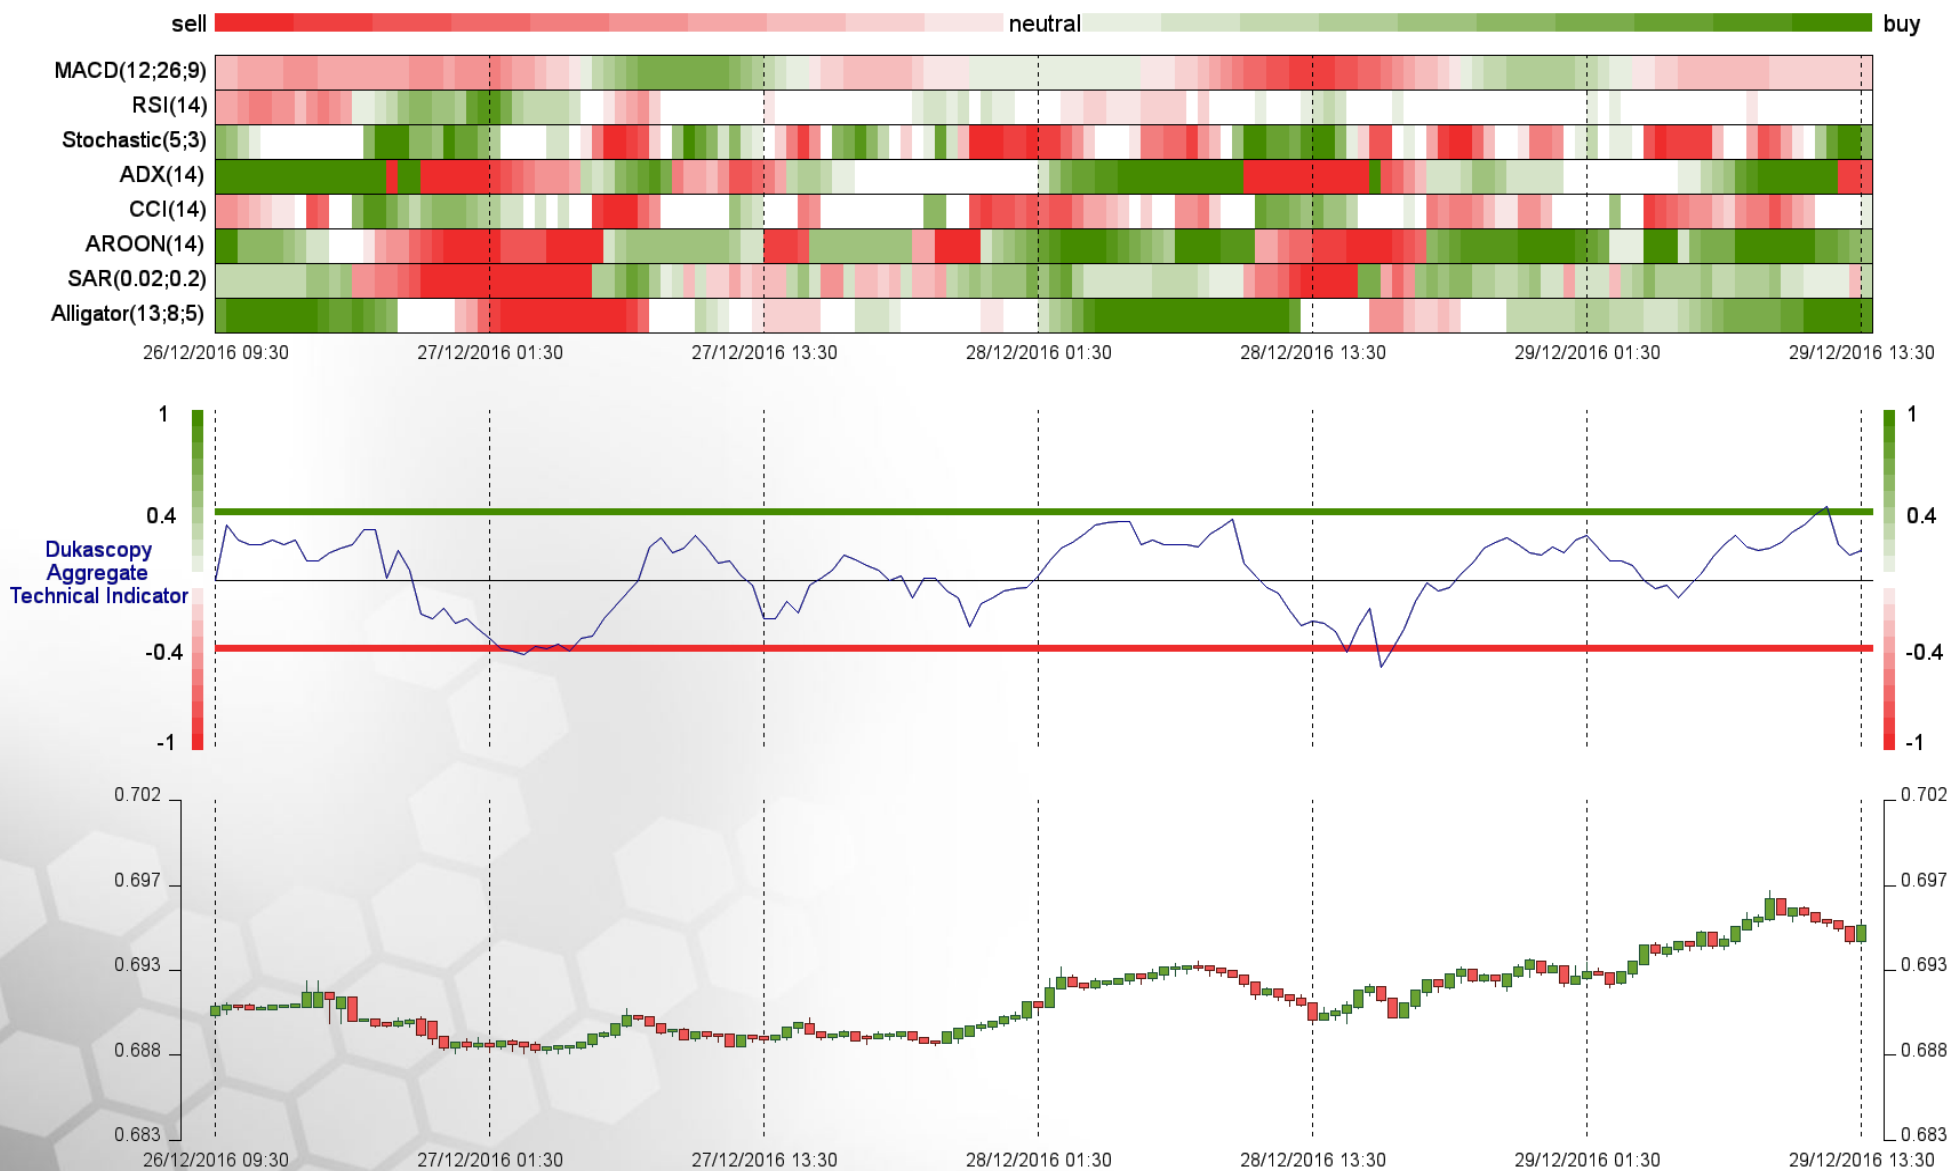 sell neutral buy
MACD(12;26;9)
RSI(14)
Stochastic(5;3)
ADX(14)
CCI(14)
AROON(14)
SAR(0.02;0.2)
Alligator(13;8;5)
26/12/2016 09:30 27/12/2016 01:30 27/12/2016 13:30 28/12/2016 01:30 28/12/2016 13:30 29/12/2016 01:30 29/12/2016 13:30
1 1
0.4 0.4
Dukascopy
Aggregate
Technical Indicator
-0.4 -0.4
-1 -1
0.702 0.702
0.697 0.697
0.693 0.693
0.688 0.688
0.683 0.683
26/12/2016 09:30 27/12/2016 01:30 27/12/2016 13:30 28/12/2016 01:30 28/12/2016 13:30 29/12/2016 01:30 29/12/2016 13:30